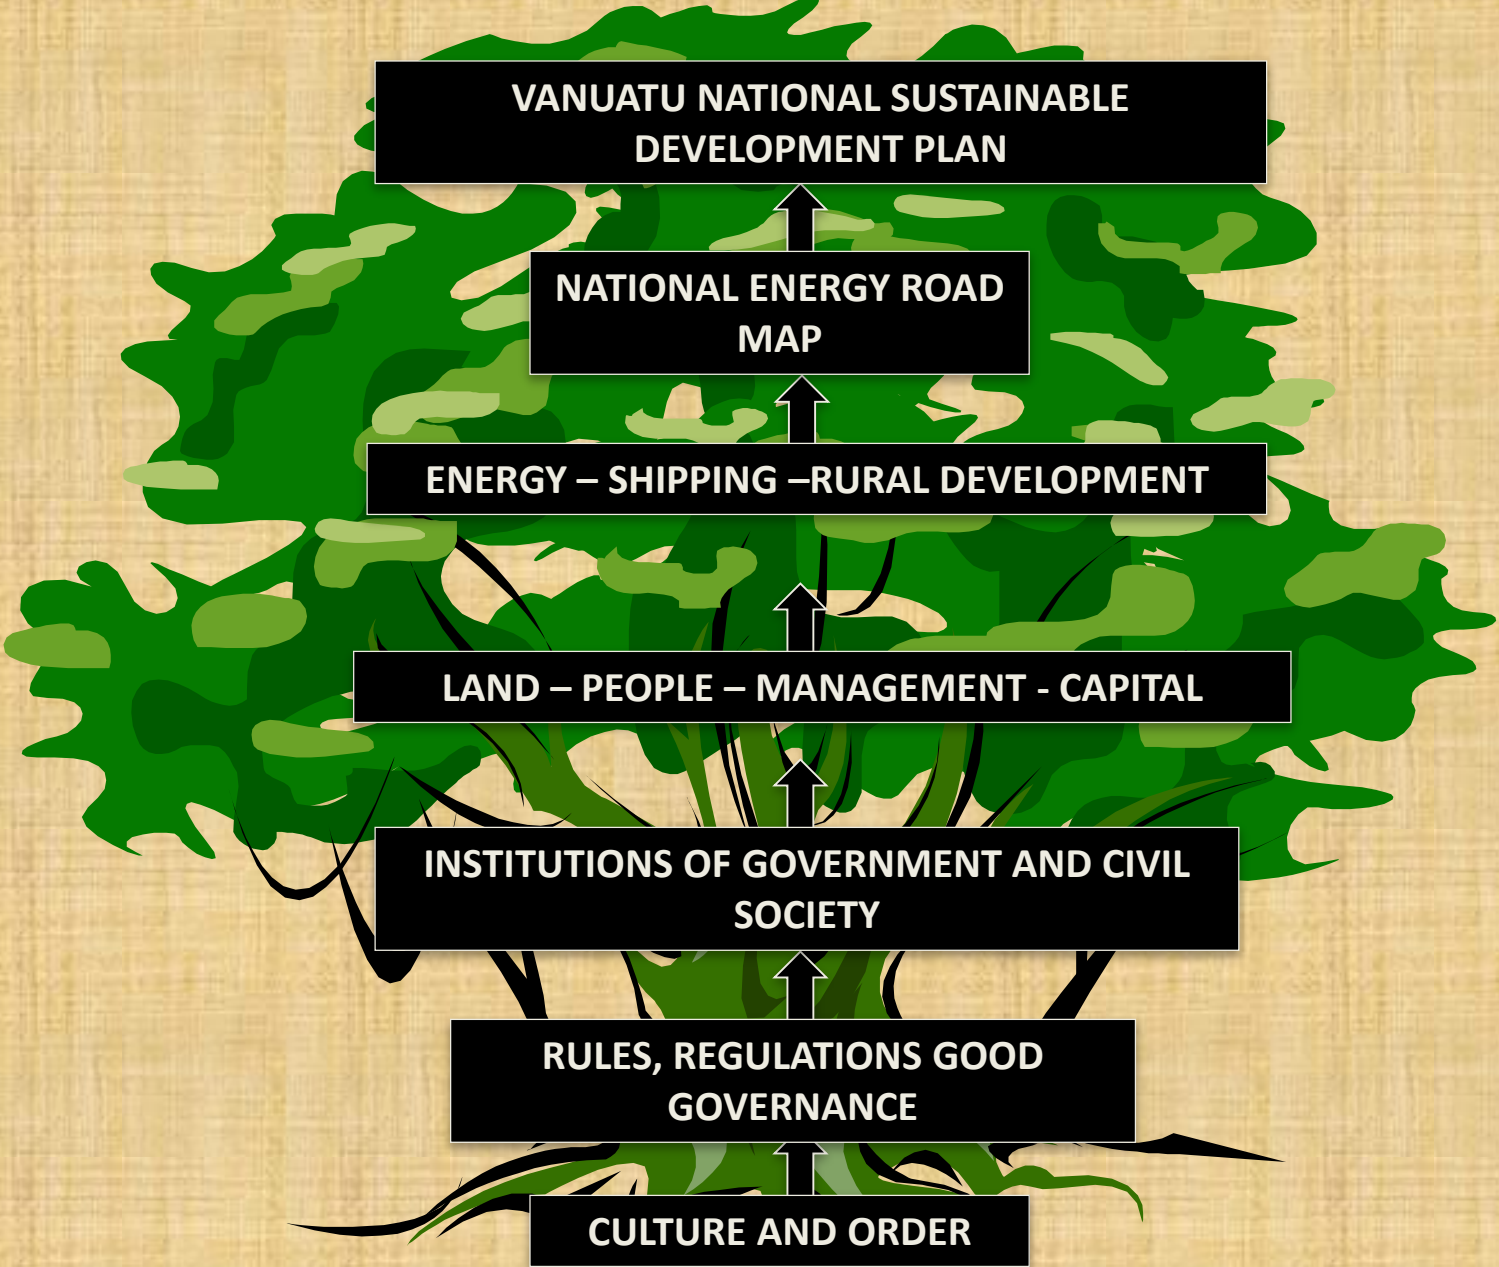 VANUATU NATIONAL SUSTAINABLE
DEVELOPMENT PLAN
NATIONAL ENERGY ROAD
MAP
ENERGY – SHIPPING –RURAL DEVELOPMENT
LAND – PEOPLE – MANAGEMENT - CAPITAL
INSTITUTIONS OF GOVERNMENT AND CIVIL
SOCIETY
RULES, REGULATIONS GOOD
GOVERNANCE
CULTURE AND ORDER